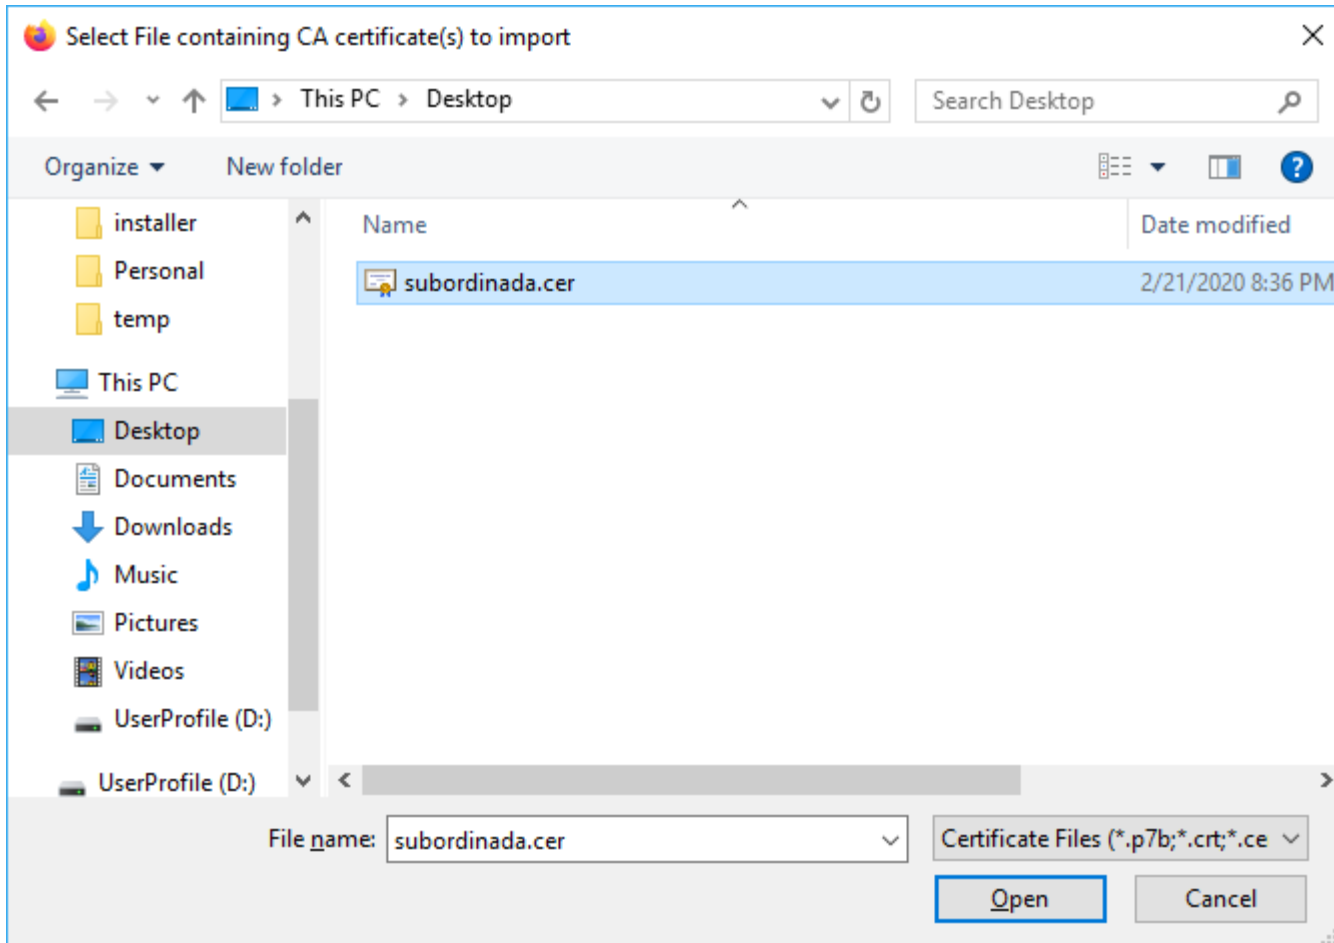 Select File containing CA certificate(s) to import
This PC > Desktop
Search Desktop
Organize
New folder
installer
Personal
temp
This PC
Desktop
Documents
Downloads
Music
Pictures
Videos
UserProfile (D:)
UserProfile (D:)
Name
Date modified
subordinada.cer
2/21/2020 8:36 PM
File name: subordinada.cer
Certificate Files (*.p7b;*.crt;*.ce
Open
Cancel